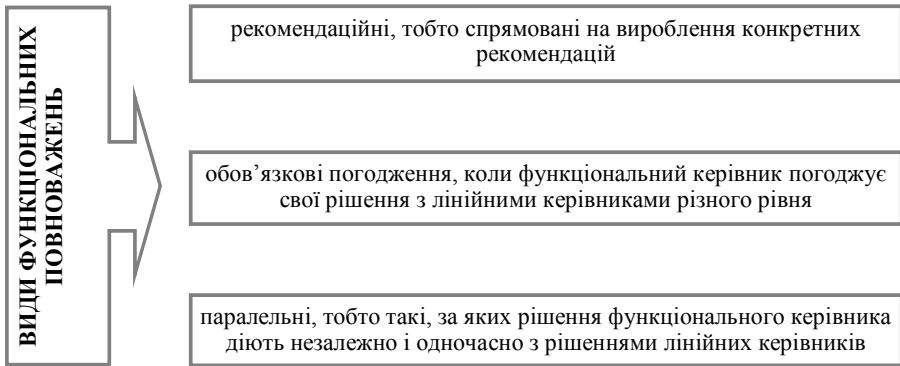 ВИДИ ФУНКЦІОНАЛЬНИХ
ПОВНОВАЖЕНЬ
рекомендаційні, тобто спрямовані на вироблення конкретних
рекомендацій
обов’язкові погодження, коли функціональний керівник погоджує
свої рішення з лінійними керівниками різного рівня
паралельні, тобто такі, за яких рішення функціонального керівника
діють незалежно і одночасно з рішеннями лінійних керівників